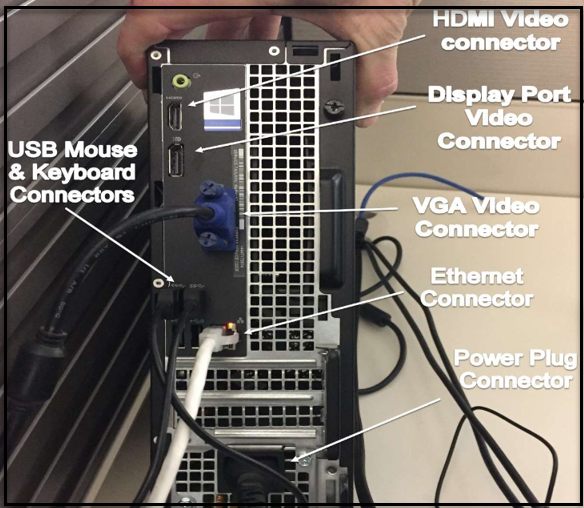 HDMI Video
connector
Display Port
Video
Connector
USB Mouse
& Keyboard
Connectors
VGA Video
Connector
Ethernet
Connector
Power Plug
Connector